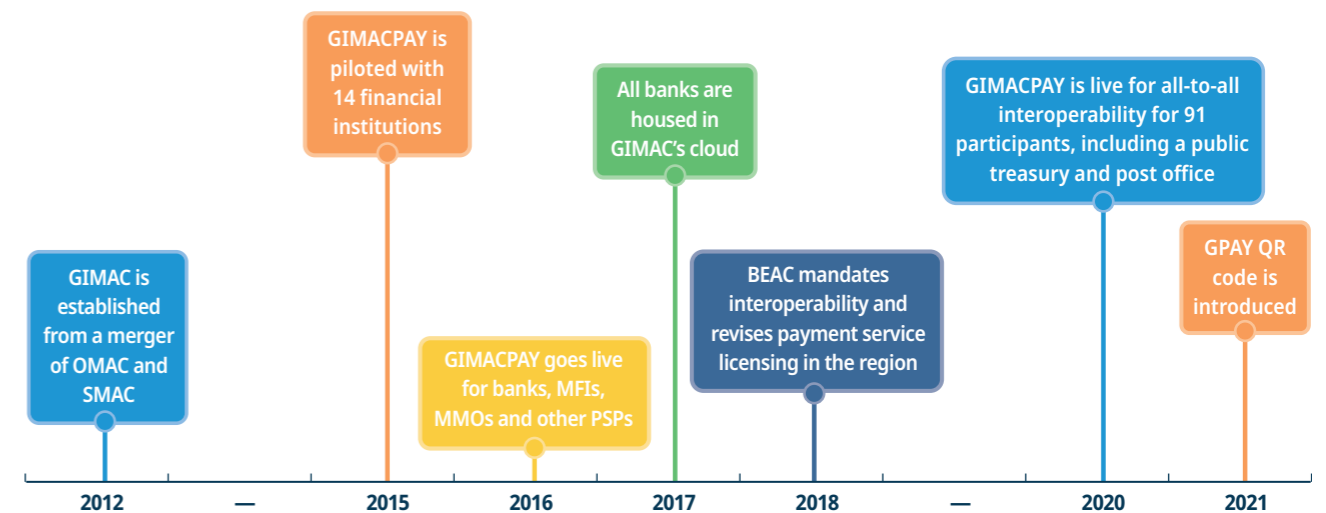 GIMAC is
established
from a merger
of OMAC and
SMAC
GIMACPAY is
piloted with
14 financial
institutions
GIMACPAY goes live
for banks, MFIs,
MMOs and other PSPs
All banks are
housed in
GIMAC’s cloud
BEAC mandates
interoperability and
revises payment service
licensing in the region
GIMACPAY is live for all-to-all
interoperability for 91
participants, including a public
treasury and post office
GPAY QR
code is
introduced
2012 — 2015 2016 2017 2018 — 2020 2021